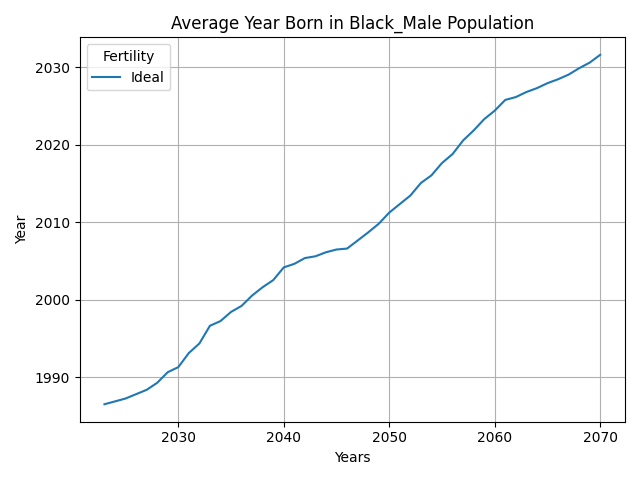 Average Year Born in Black_Male Population
Fertility
Ideal
Year
2030
2020
2010
2000
1990
2030 2040 2050 2060 2070
Years